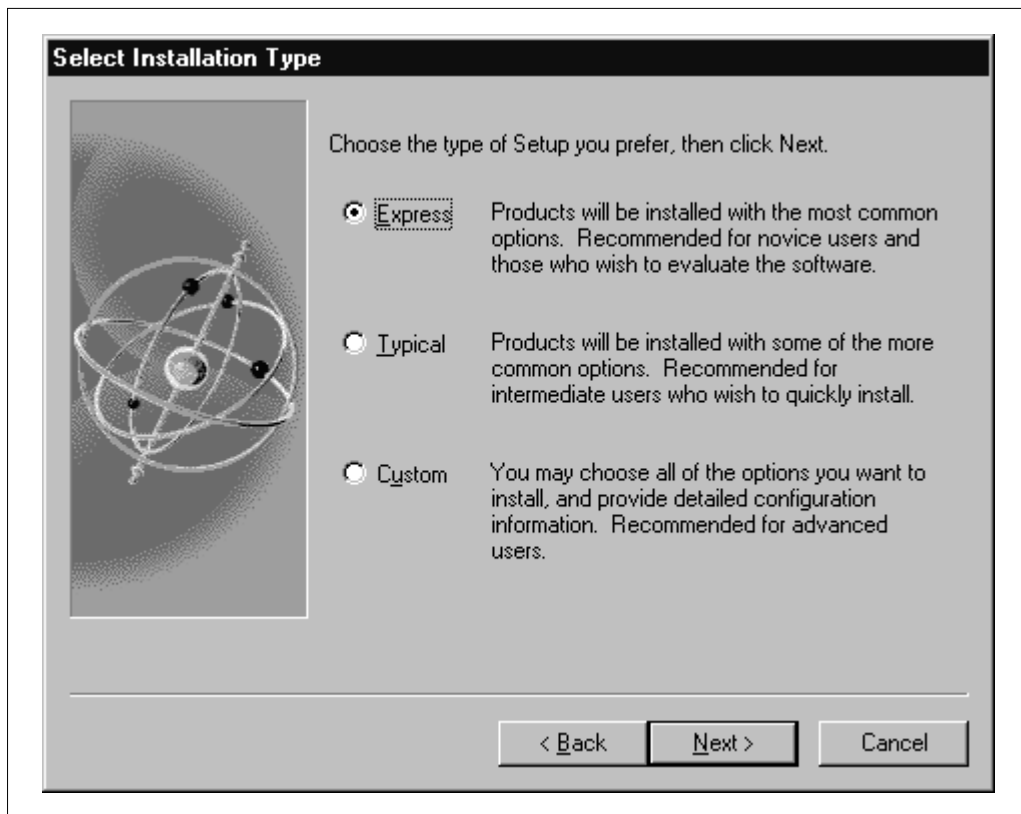 Select Installation Type
Choose the type of Setup you prefer, then click Next.
Express
Products will be installed with the most common
options. Recommended for novice users and
those who wish to evaluate the software.
Typical
Products will be installed with some of the more
common options. Recommended for
intermediate users who wish to quickly install.
Custom
You may choose all of the options you want to
install, and provide detailed configuration
information. Recommended for advanced
users.
< Back
Next >
Cancel